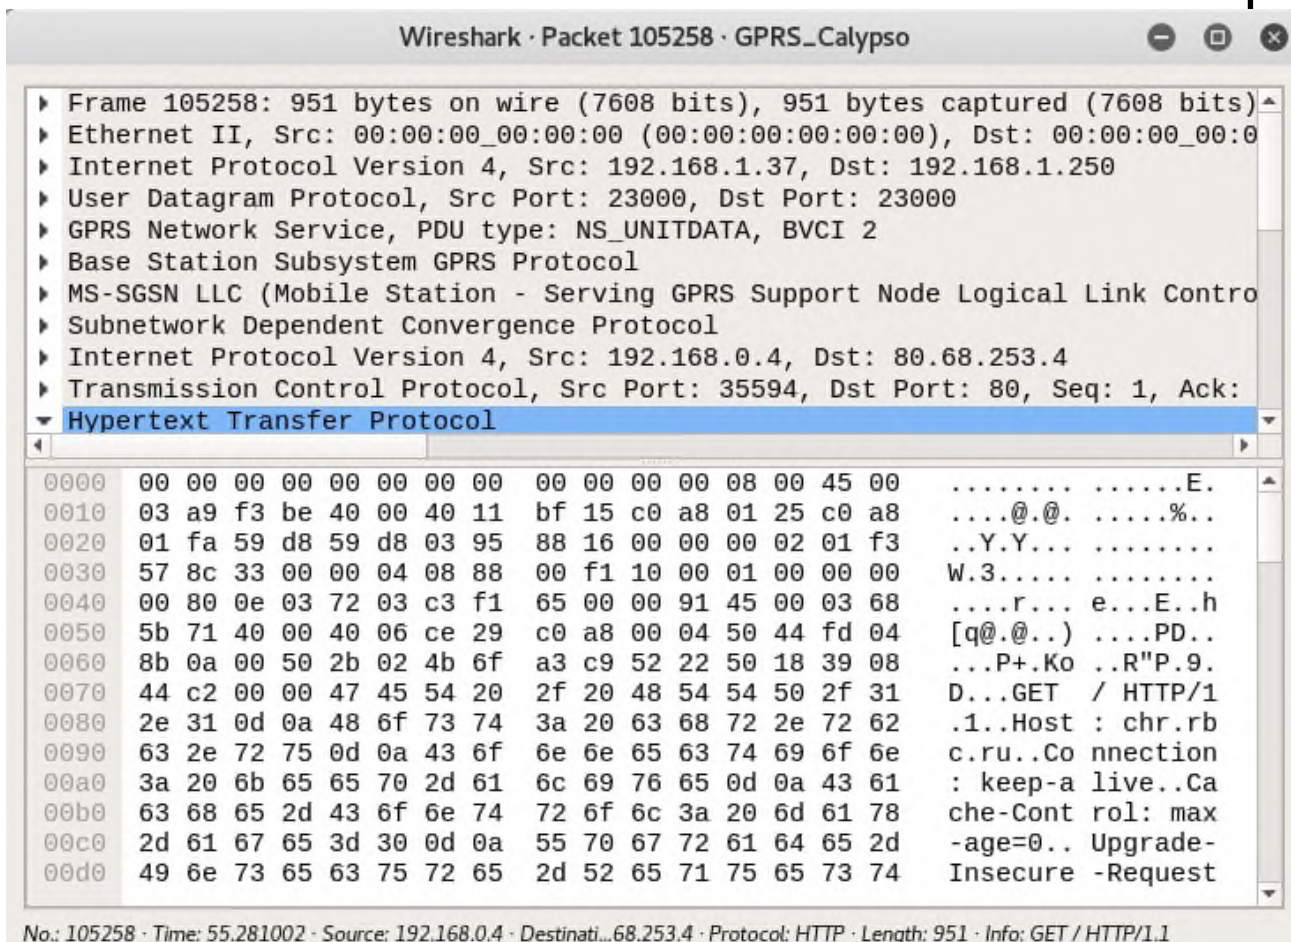 Wireshark · Packet 105258 · GPRS_Calypso
Frame 105258: 951 bytes on wire (7608 bits), 951 bytes captured (7608 bits)
Ethernet II, Src: 00:00:00_00:00:00 (00:00:00:00:00:00), Dst: 00:00:00_00:0
Internet Protocol Version 4, Src: 192.168.1.37, Dst: 192.168.1.250
User Datagram Protocol, Src Port: 23000, Dst Port: 23000
GPRS Network Service, PDU type: NS_UNITDATA, BVCI 2
Base Station Subsystem GPRS Protocol
MS-SGSN LLC (Mobile Station - Serving GPRS Support Node Logical Link Contro
Subnetwork Dependent Convergence Protocol
Internet Protocol Version 4, Src: 192.168.0.4, Dst: 80.68.253.4
Transmission Control Protocol, Src Port: 35594, Dst Port: 80, Seq: 1, Ack:
Hypertext Transfer Protocol
0000 00 00 00 00 00 00 00 00 00 00 00 00 08 00 45 00 ........ ......E.
0010 03 a9 f3 be 40 00 40 11 bf 15 c0 a8 01 25 c0 a8 ....@.@. .....%..
0020 01 fa 59 d8 59 d8 03 95 88 16 00 00 00 02 01 f3 ..Y.Y... ........
0030 57 8c 33 00 00 04 08 88 00 f1 10 00 01 00 00 00 W.3..... ........
0040 00 80 0e 03 72 03 c3 f1 65 00 00 91 45 00 03 68 ....r... e...E..h
0050 5b 71 40 00 40 06 ce 29 c0 a8 00 04 50 44 fd 04 [q@.@..) ....PD..
0060 8b 0a 00 50 2b 02 4b 6f a3 c9 52 22 50 18 39 08 ...P+.Ko ..R"P.9.
0070 44 c2 00 00 47 45 54 20 2f 20 48 54 54 50 2f 31 D...GET / HTTP/1
0080 2e 31 0d 0a 48 6f 73 74 3a 20 63 68 72 2e 72 62 .1..Host : chr.rb
0090 63 2e 72 75 0d 0a 43 6f 6e 6e 65 63 74 69 6f 6e c.ru..Co nnection
00a0 3a 20 6b 65 65 70 2d 61 6c 69 76 65 0d 0a 43 61 : keep-a live..Ca
00b0 63 68 65 2d 43 6f 6e 74 72 6f 6c 3a 20 6d 61 78 che-Cont rol: max
00c0 2d 61 67 65 3d 30 0d 0a 55 70 67 72 61 64 65 2d -age=0.. Upgrade-
00d0 49 6e 73 65 63 75 72 65 2d 52 65 71 75 65 73 74 Insecure -Request
No.: 105258 · Time: 55.281002 · Source: 192.168.0.4 · Destinati...68.253.4 · Protocol: HTTP · Length: 951 · Info: GET / HTTP/1.1